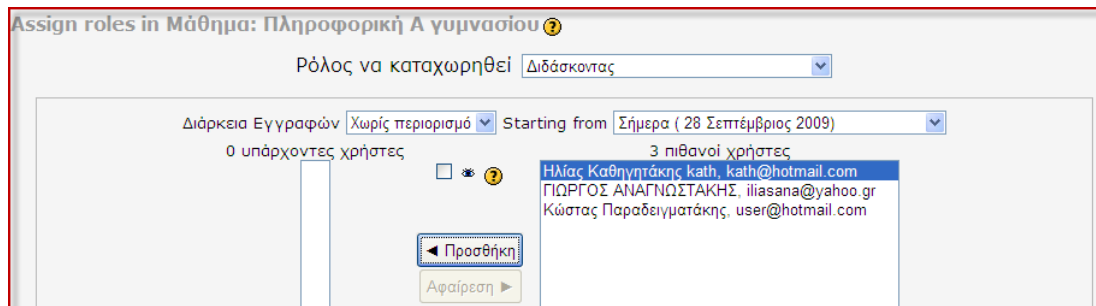 Assign roles in Μάθημα: Πληροφορική Α γυμνασίου ?
Ρόλος να καταχωρηθεί Διδάσκοντας
Διάρκεια Εγγραφών Χωρίς περιορισμό Starting from Σήμερα ( 28 Σεπτέμβριος 2009)
0 υπάρχοντες χρήστες
3 πιθανοί χρήστες
?
Ηλίας Καθηγητάκης kath, kath@hotmail.com
ΓΙΩΡΓΟΣ ΑΝΑΓΝΩΣΤΑΚΗΣ, iliasana@yahoo.gr
Κώστας Παραδειγματάκης, user@hotmail.com
◄ Προσθήκη
Αφαίρεση ►